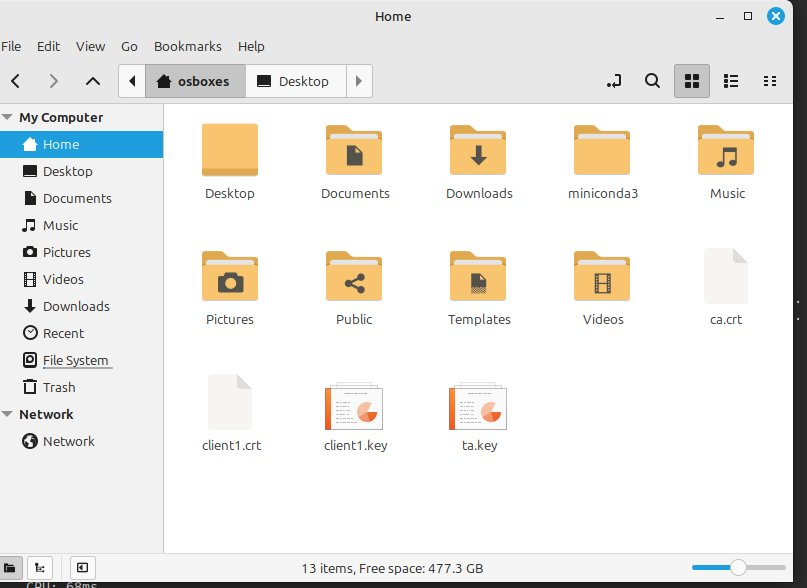 Home
File Edit View Go Bookmarks Help
osboxes Desktop
My Computer
Home
Desktop
Documents
Music
Pictures
Videos
Downloads
Recent
File System
Trash
Network
Network
Desktop Documents Downloads miniconda3 Music
Pictures Public Templates Videos ca.crt
client1.crt client1.key ta.key
13 items, Free space: 477.3 GB
CPU: 68ms